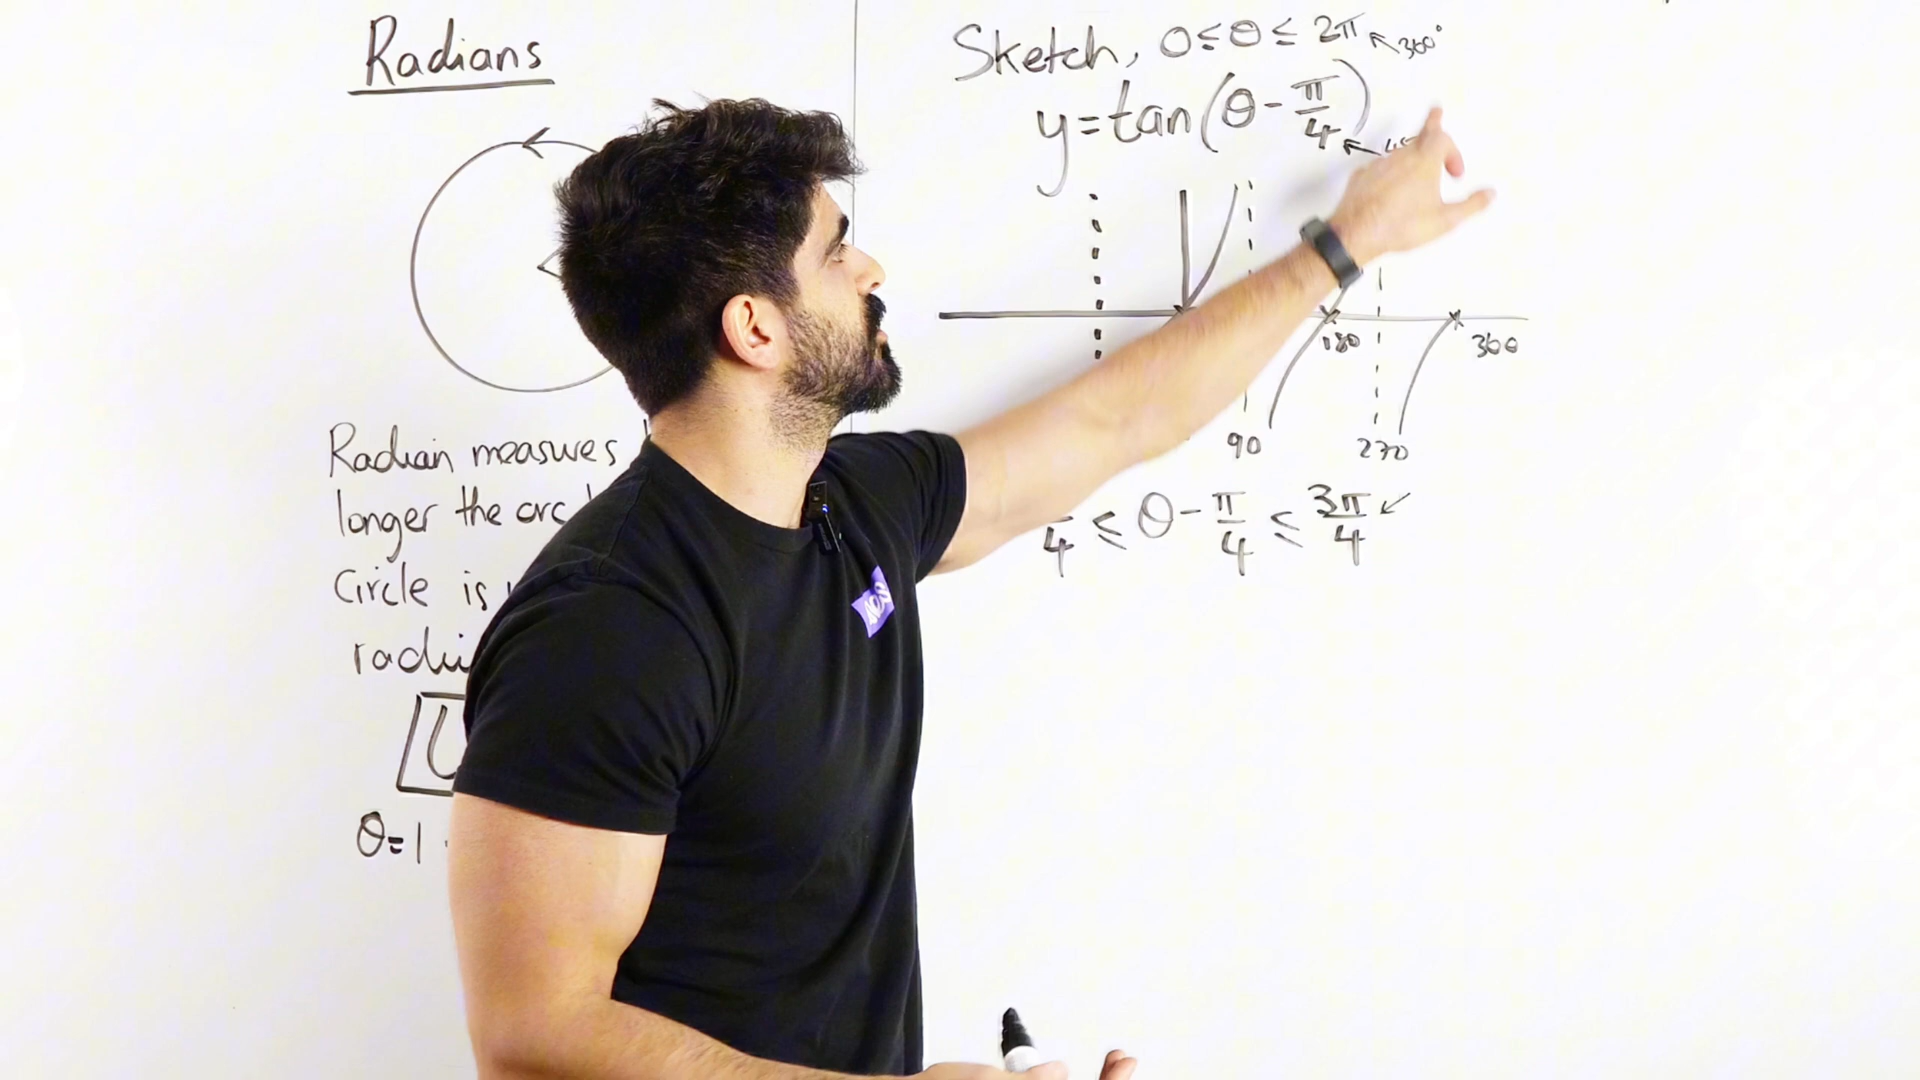 Radians
Radian measures
longer the arc
Circle is
θ=1
Sketch, 0≤θ≤2π ↖360°
y=tan(θ-π/4)
180
360
90
270
4 ≤ θ-π/4 ≤ 3π/4 ↙